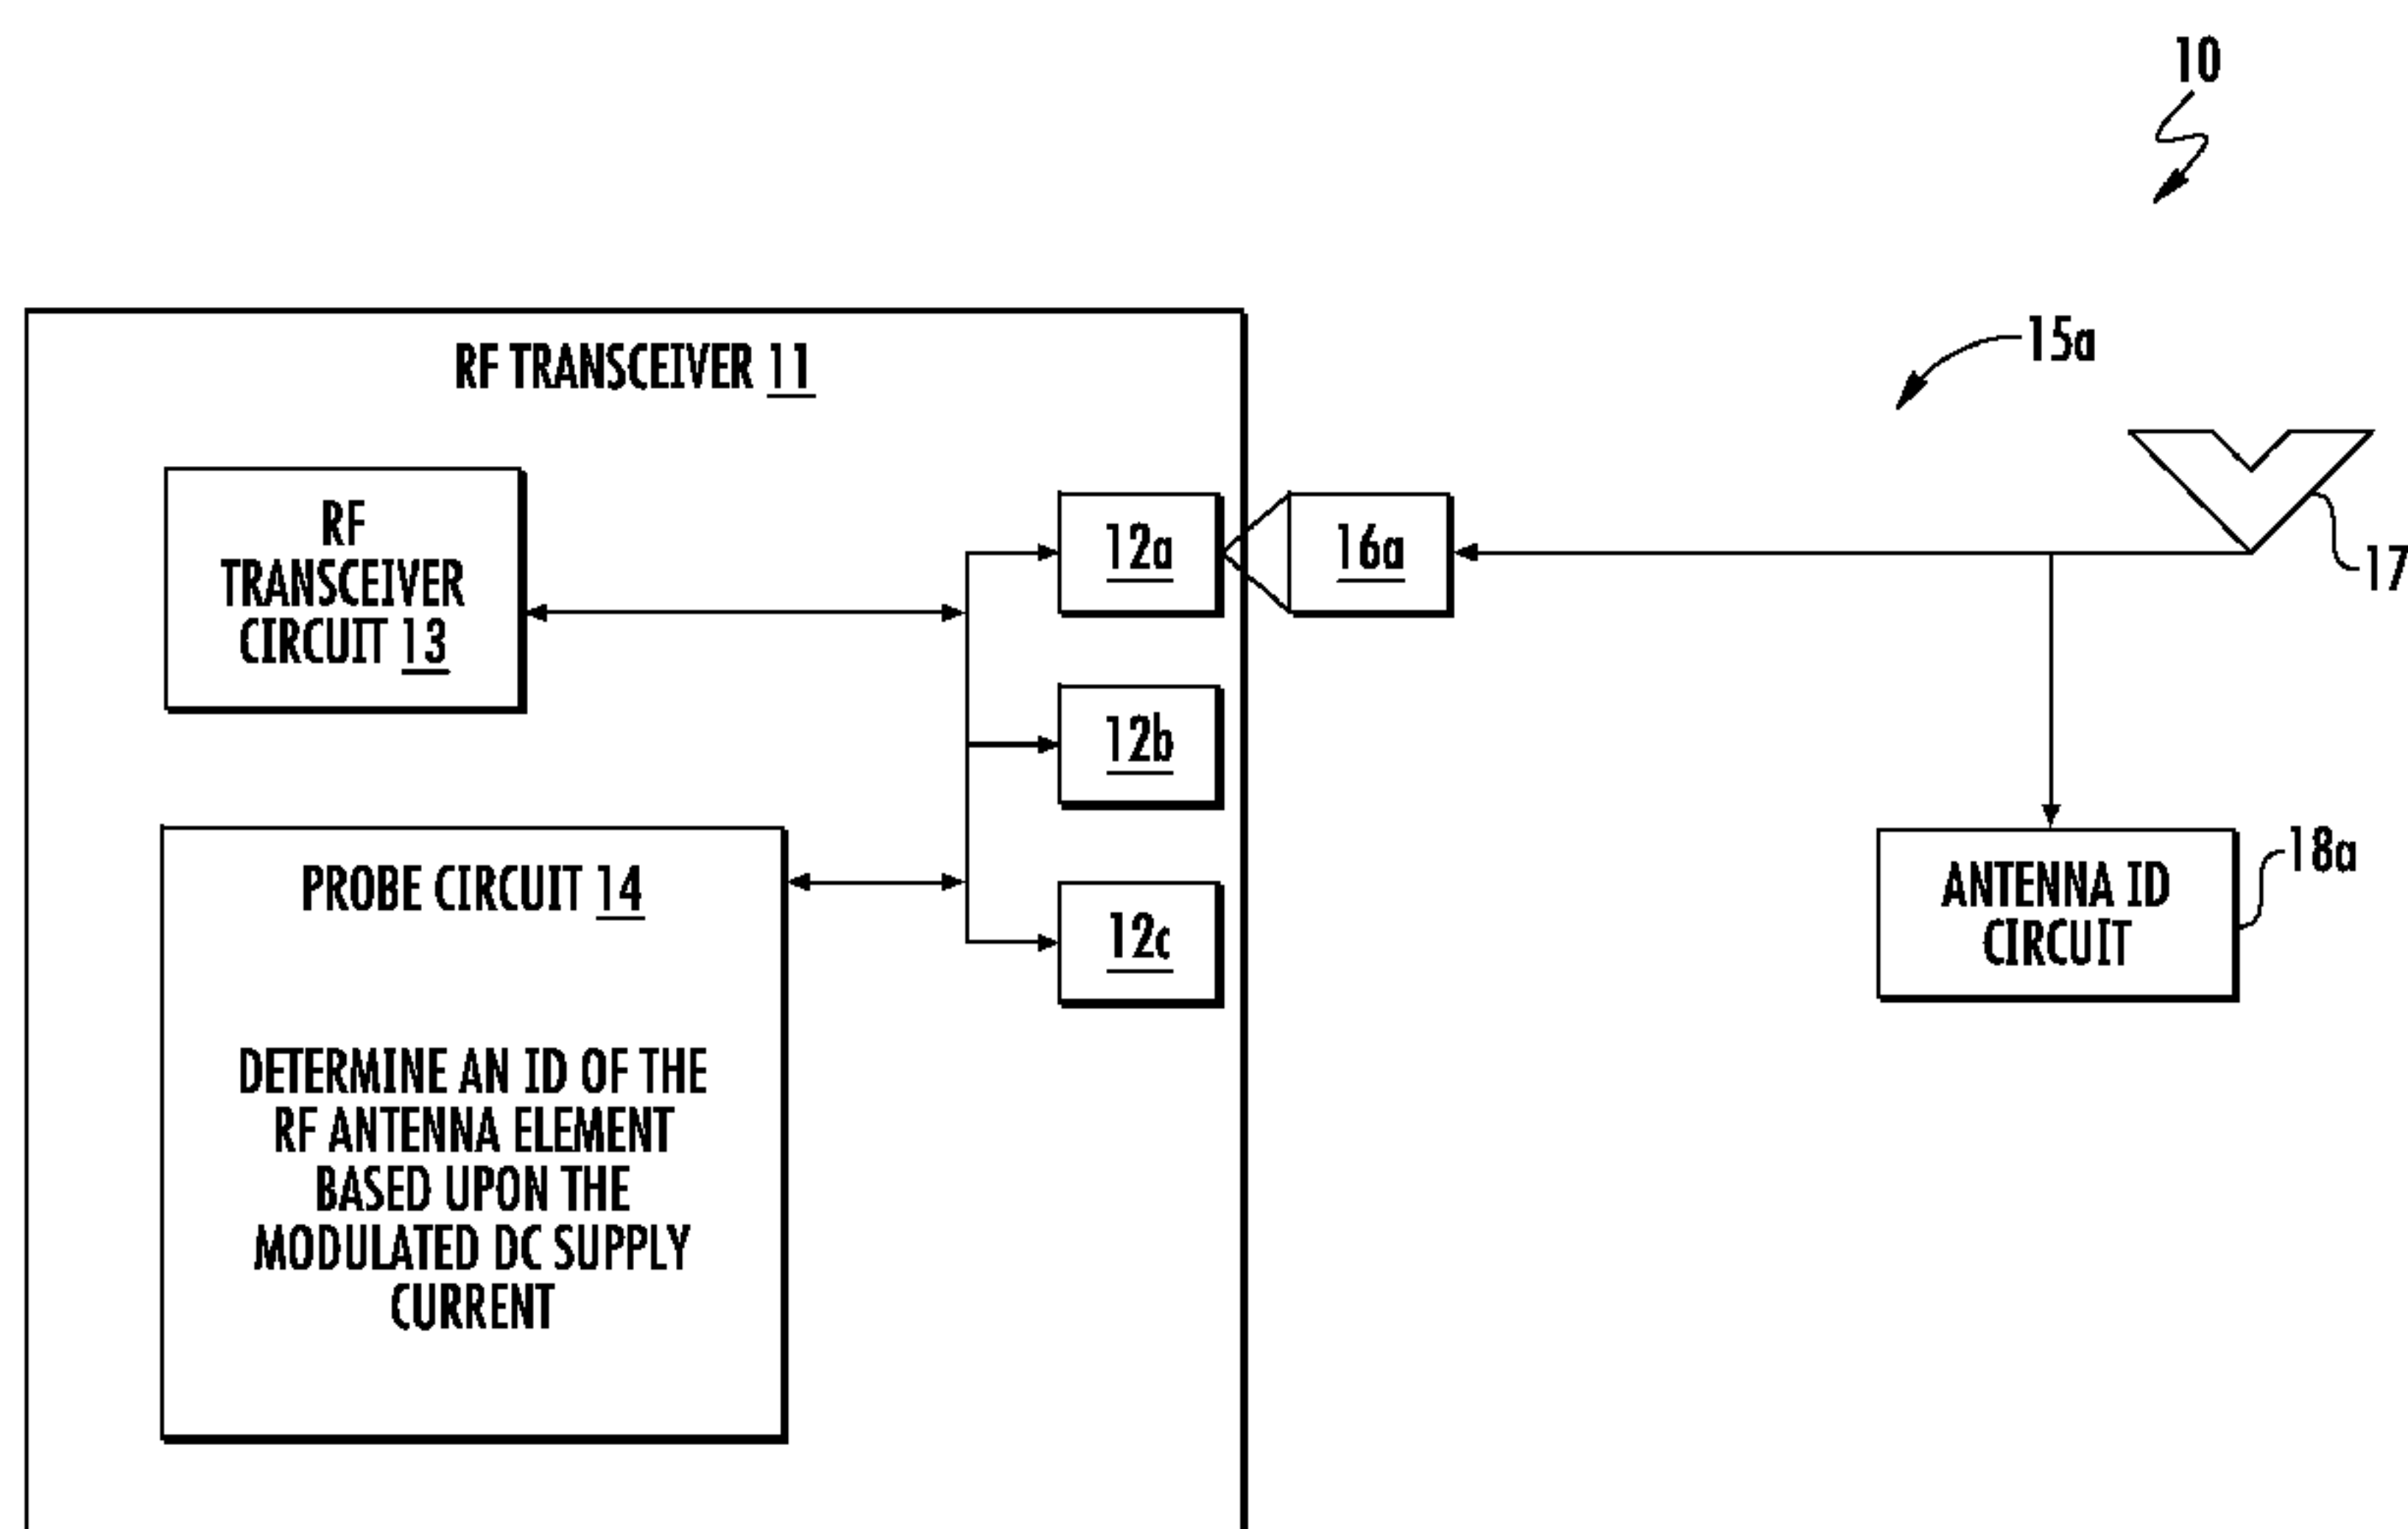 10
RF TRANSCEIVER 11
15a
RF
TRANSCEIVER
CIRCUIT 13
12a
16a
17
12b
12c
PROBE CIRCUIT 14
DETERMINE AN ID OF THE
RF ANTENNA ELEMENT
BASED UPON THE
MODULATED DC SUPPLY
CURRENT
ANTENNA ID
CIRCUIT
18a